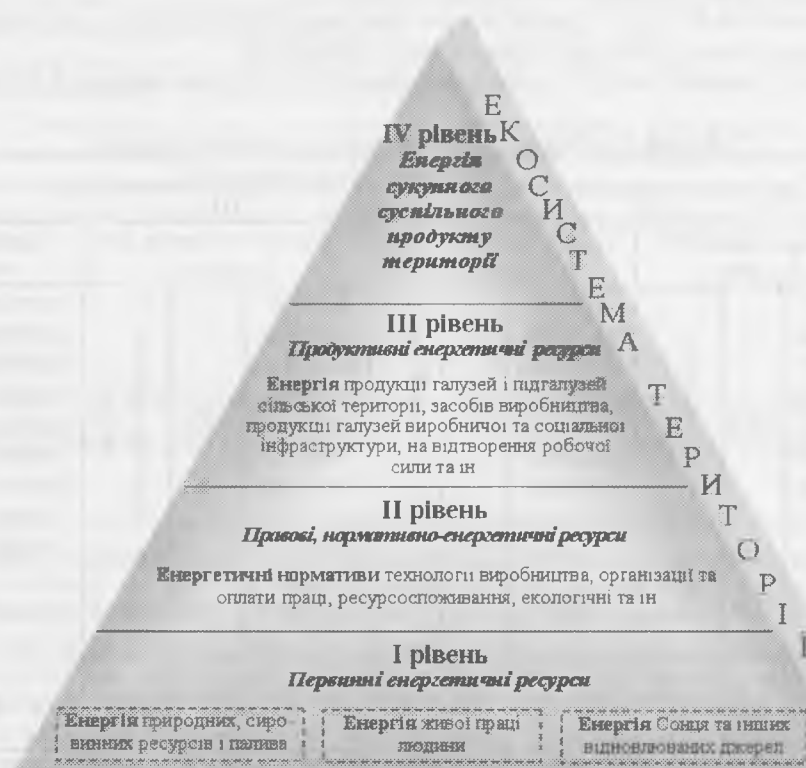 IV рівень
Енергія
сукупного
суспільного
продукту
території
III рівень
Продуктивні енергетичні ресурси
Енергія продукції галузей і підгалузей
сільської території, засобів виробництва,
продукції галузей виробничої та соціальної
інфраструктури, на відтворення робочої
сили та ін
II рівень
Правові, нормативно-енергетичні ресурси
Енергетичні нормативи технології виробництва, організації та
оплати праці, ресурсоспоживання, екологічні та ін
I рівень
Первинні енергетичні ресурси
Енергія природних, сиро-
винних ресурсів і палива
Енергія живої праці
людини
Енергія Сонця та інших
відновлюваних джерел
ЕКОСИСТЕМА ТЕРИТОРІ